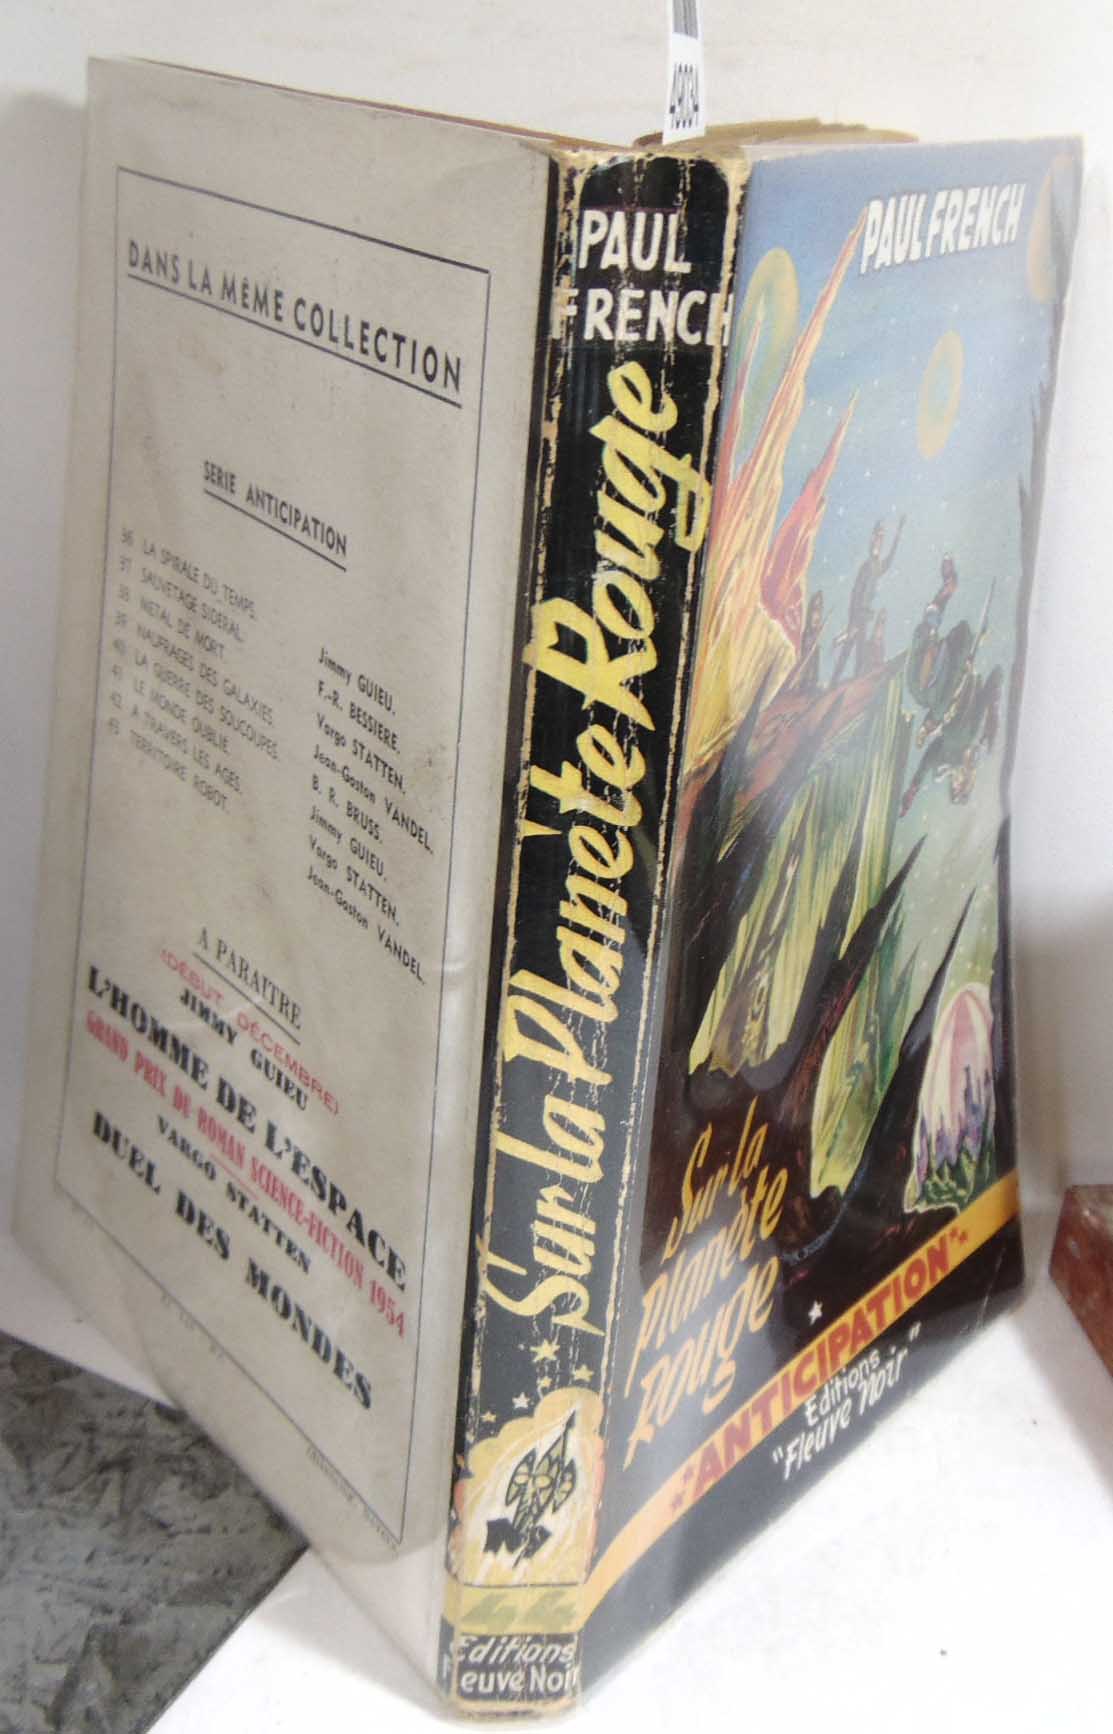 DANS LA MÊME COLLECTION
SERIE ANTICIPATION
36 LA SPIRALE DU TEMPS. Jimmy GUIEU.
37 SAUVETAGE SIDERAL. F.-R. BESSIERE.
38 METAL DE MORT. Vargo STATTEN.
39 NAUFRAGES DES GALAXIES. Jean-Gaston VANDEL.
40 LA GUERRE DES SOUCOUPES. B. R. BRUSS.
41 LE MONDE OUBLIE. Jimmy GUIEU.
42 A TRAVERS LES AGES. Vargo STATTEN.
43 TERRITOIRE ROBOT. Jean-Gaston VANDEL.
A PARAITRE
(DÉBUT DÉCEMBRE)
JIMMY GUIEU
L'HOMME DE L'ESPACE
GRAND PRIX DU ROMAN SCIENCE-FICTION 1954
VARGO STATTEN
DUEL DES MONDES
PAUL
FRENCH
Sur la Planète Rouge
44
Editions
Fleuve Noir
49034
PAUL FRENCH
Sur la
planète
rouge
ANTICIPATION
Editions
"Fleuve Noir"